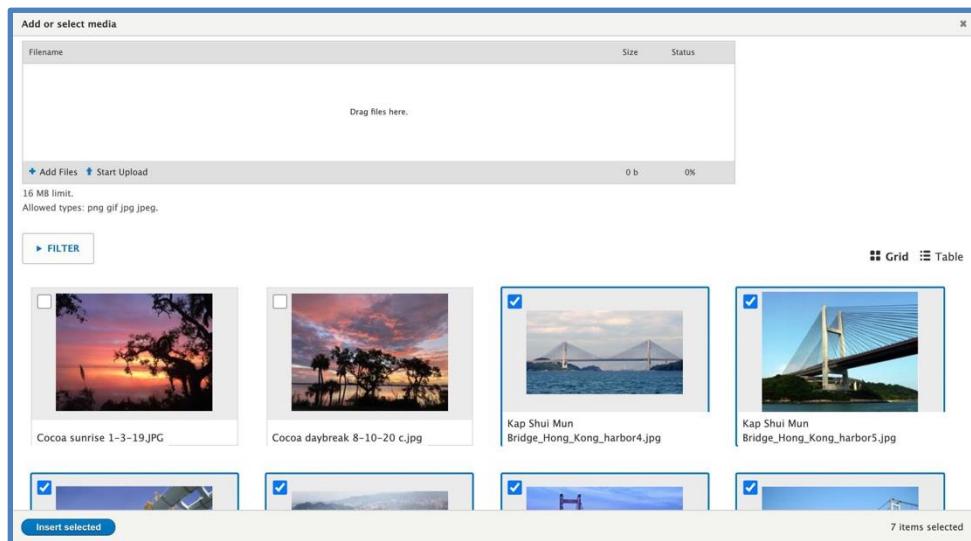 Add or select media
Filename Size Status
Drag files here.
Add Files Start Upload 0 b 0%
16 MB limit.
Allowed types: png gif jpg jpeg.
FILTER
Grid Table
Cocoa sunrise 1-3-19.JPG
Cocoa daybreak 8-10-20 c.jpg
Kap Shui Mun
Bridge_Hong_Kong_harbor4.jpg
Kap Shui Mun
Bridge_Hong_Kong_harbor5.jpg
Insert selected 7 items selected